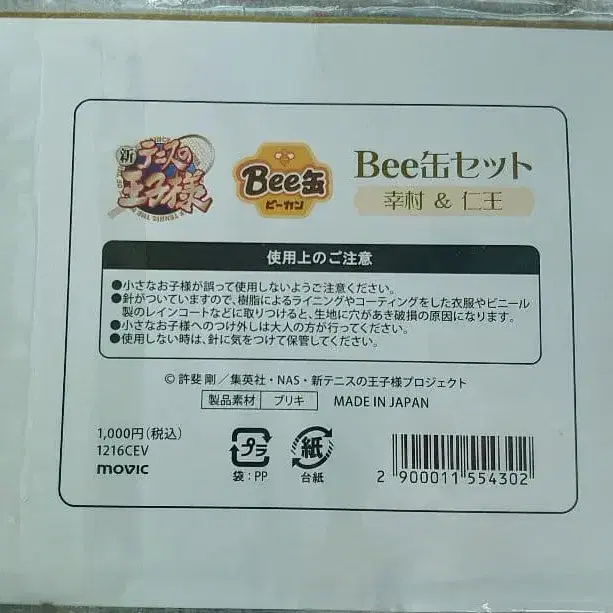 新テニスの
王子様
Bee缶
ビーカン
Bee缶セット
幸村 & 仁王
使用上のご注意
●小さなお子様が誤って使用しないようご注意ください。
●針がついていますので、樹脂によるライニングやコーティングをした衣服やビニール
製のレインコートなどに取りつけると、生地に穴があき破損の原因になります。
●小さなお子様へのつけ外しは大人の方が行ってください。
●使用しない時は、針に気をつけて保管してください。
© 許斐 剛／集英社・NAS・新テニスの王子様プロジェクト
製品素材 ブリキ MADE IN JAPAN
1,000円(税込)
1216CEV
movic
プラ
袋:PP
紙
台紙
2 900011 554302